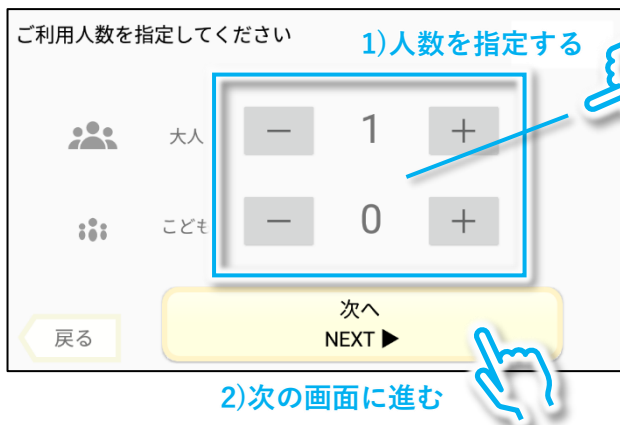 ご利用人数を指定してください
1)人数を指定する
大人
－
1
＋
こども
－
0
＋
戻る
次へ
NEXT ▶
2)次の画面に進む